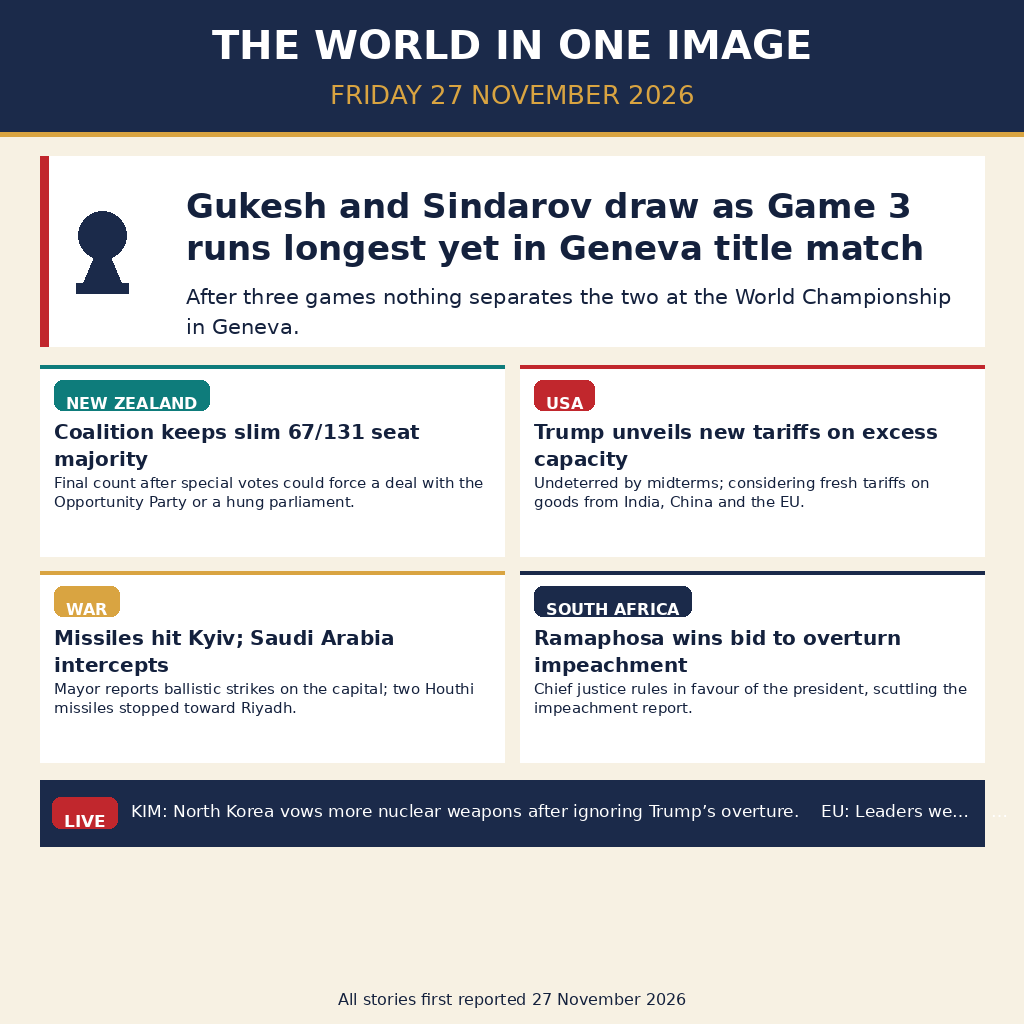 THE WORLD IN ONE IMAGE
FRIDAY 27 NOVEMBER 2026
Gukesh and Sindarov draw as Game 3
runs longest yet in Geneva title match
After three games nothing separates the two at the World Championship
in Geneva.
NEW ZEALAND
Coalition keeps slim 67/131 seat
majority
Final count after special votes could force a deal with the
Opportunity Party or a hung parliament.
USA
Trump unveils new tariffs on excess
capacity
Undeterred by midterms; considering fresh tariffs on
goods from India, China and the EU.
WAR
Missiles hit Kyiv; Saudi Arabia
intercepts
Mayor reports ballistic strikes on the capital; two Houthi
missiles stopped toward Riyadh.
SOUTH AFRICA
Ramaphosa wins bid to overturn
impeachment
Chief justice rules in favour of the president, scuttling the
impeachment report.
LIVE
KIM: North Korea vows more nuclear weapons after ignoring Trump’s overture. EU: Leaders we… …
All stories first reported 27 November 2026